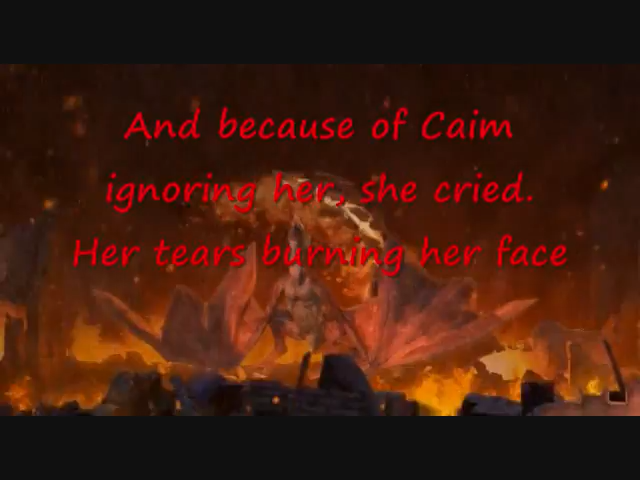 And because of Caim
ignoring her, she cried.
Her tears burning her face